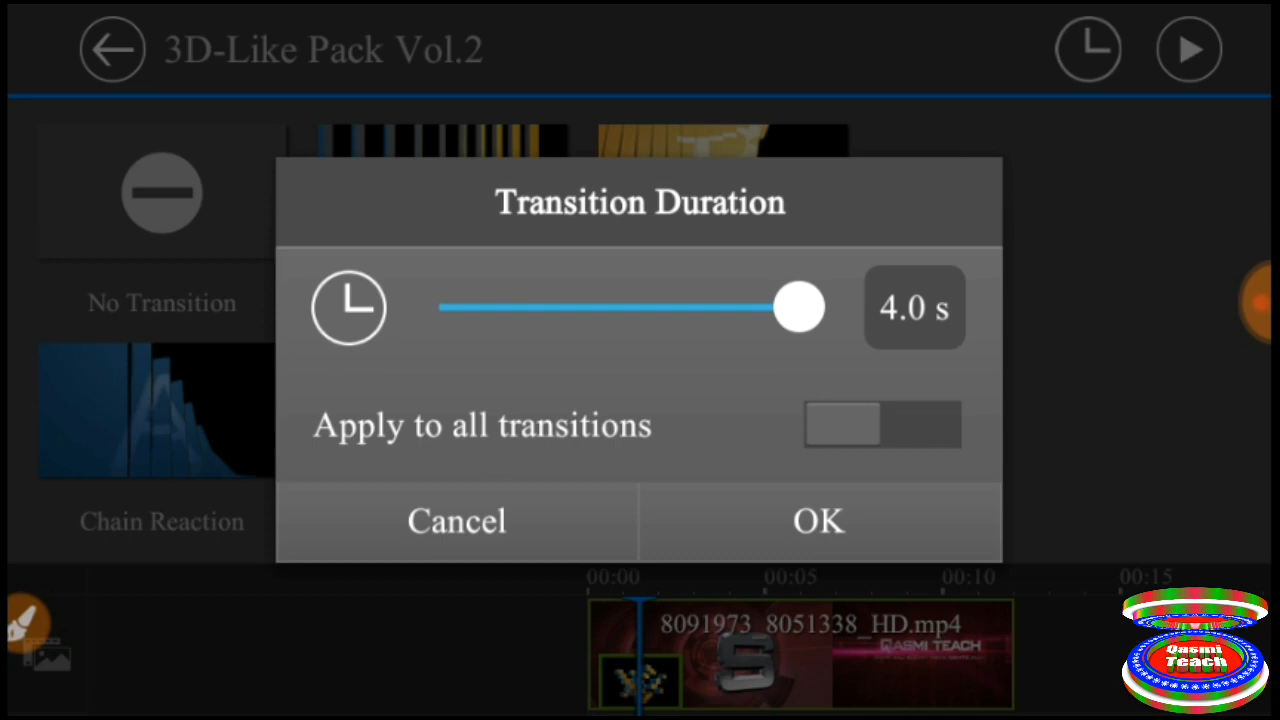 3D-Like Pack Vol.2
Transition Duration
4.0 s
No Transition
Apply to all transitions
Chain Reaction
Cancel
OK
00:00
00:05
00:10
00:15
8091973_8051338_HD.mp4
QASMI TEACH
Qasmi
Teach